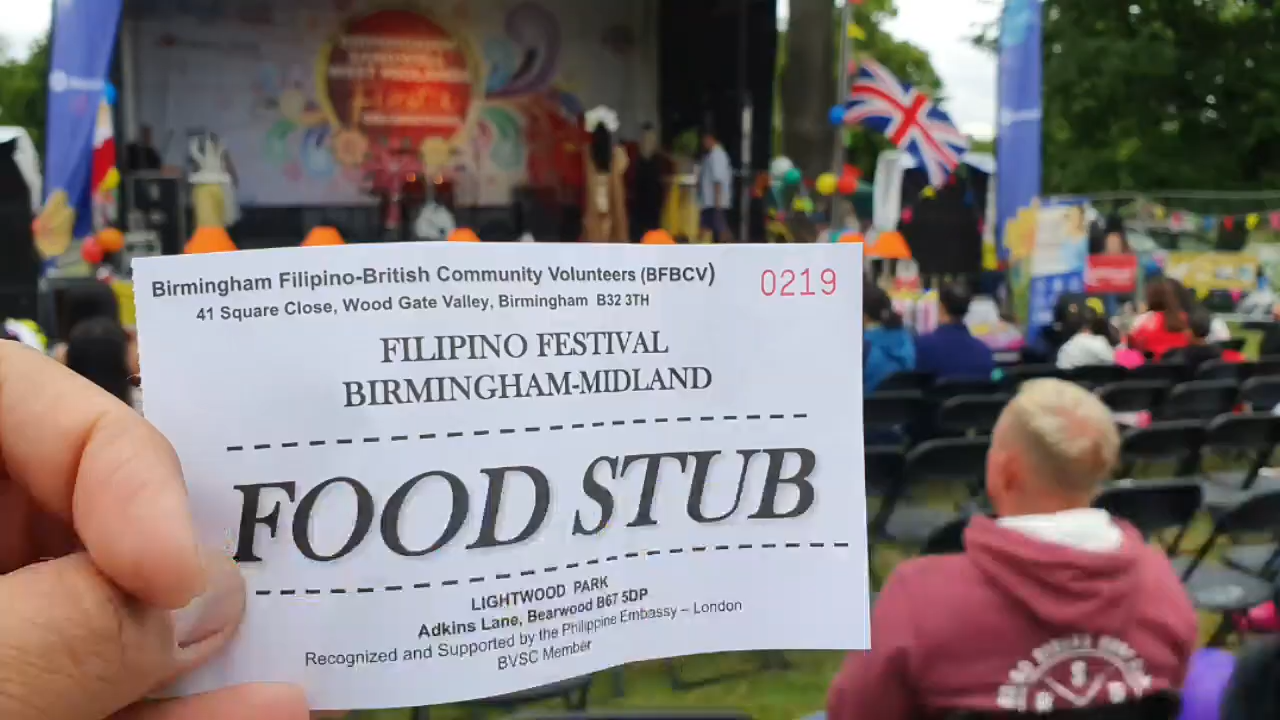 Birmingham Filipino-British Community Volunteers (BFBCV)
0219
41 Square Close, Wood Gate Valley, Birmingham B32 3TH
FILIPINO FESTIVAL
BIRMINGHAM-MIDLAND
FOOD STUB
LIGHTWOOD PARK
Adkins Lane, Bearwood B67 5DP
Recognized and Supported by the Philippine Embassy – London
BVSC Member